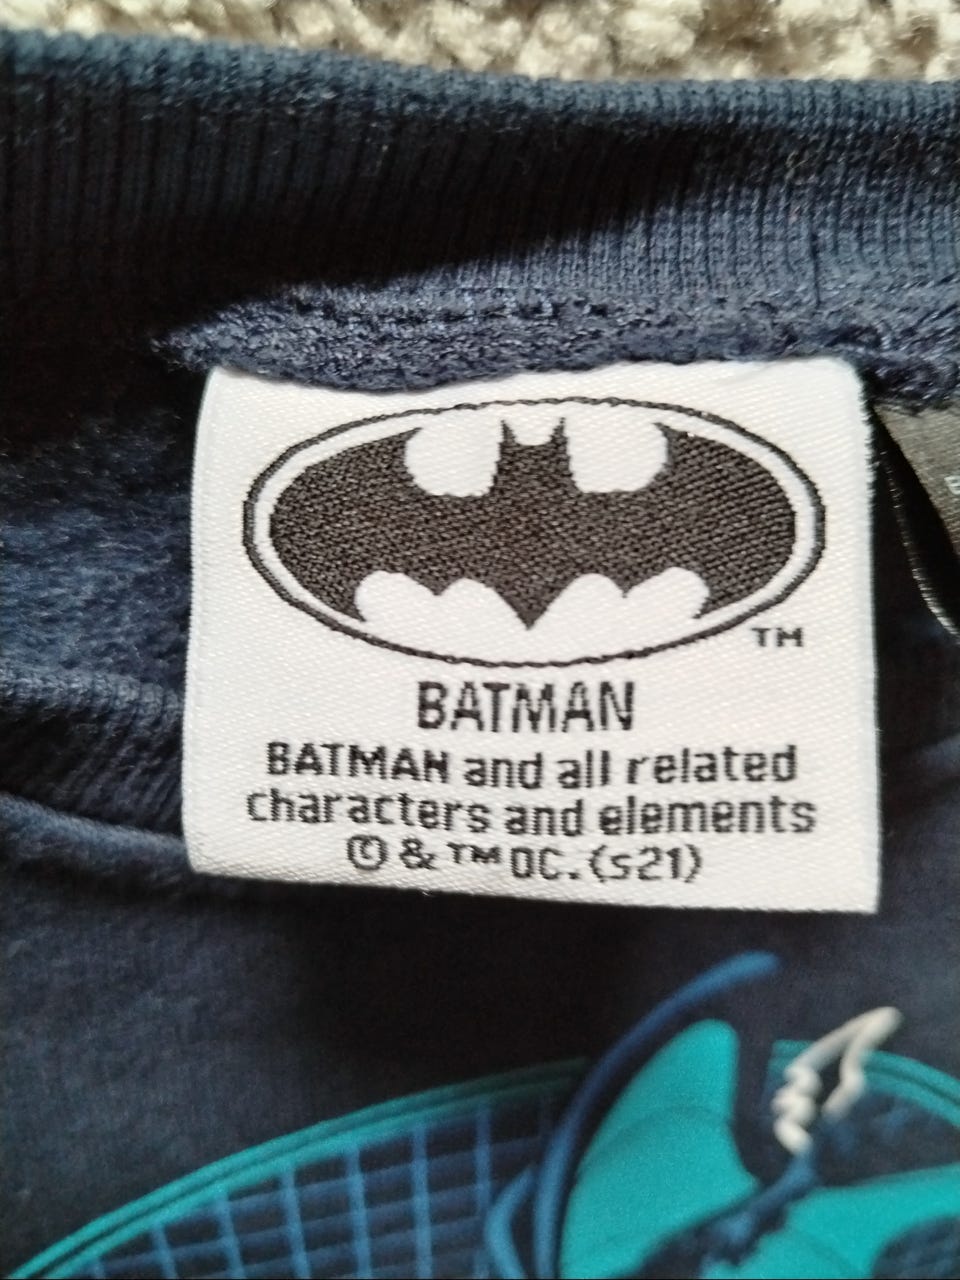 TM
BATMAN
BATMAN and all related
characters and elements
© & ™ DC. (s21)